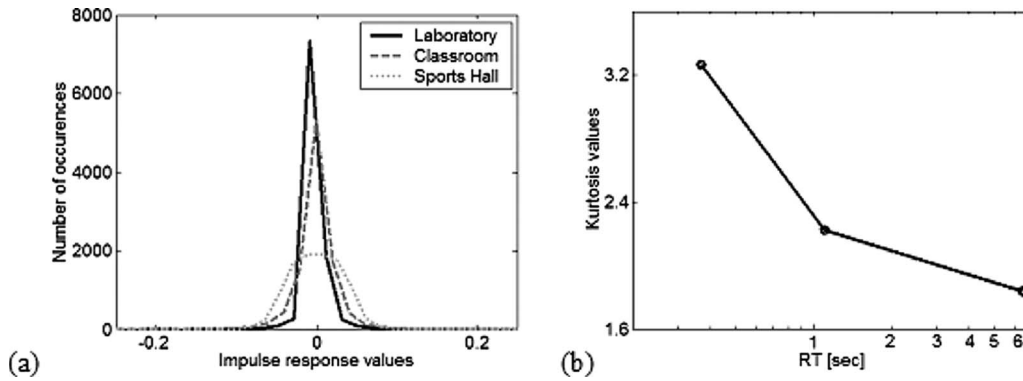 8000
6000
4000
2000
0
Number of occurences
-0.2
0
0.2
Impulse response values
Laboratory
Classroom
Sports Hall
(a)
3.2
2.4
1.6
Kurtosis values
1
2
3
4
5
6
RT [sec]
(b)